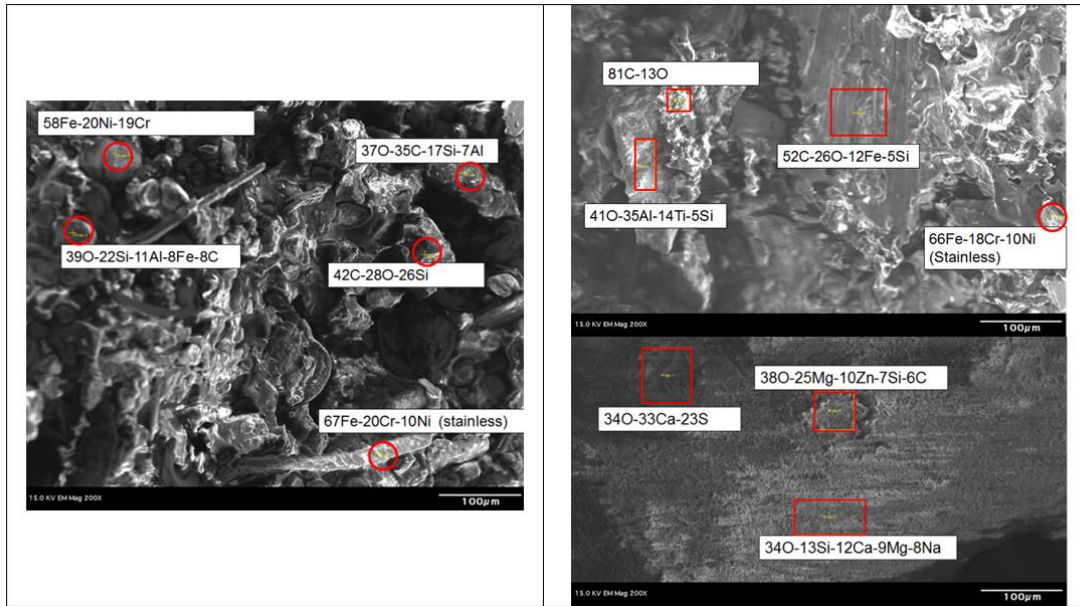 58Fe-20Ni-19Cr
37O-35C-17Si-7Al
39O-22Si-11Al-8Fe-8C
42C-28O-26Si
67Fe-20Cr-10Ni (stainless)
15.0 KV EM Mag 200X
100µm
81C-13O
52C-26O-12Fe-5Si
41O-35Al-14Ti-5Si
66Fe-18Cr-10Ni
(Stainless)
15.0 KV EM Mag 200X
100µm
38O-25Mg-10Zn-7Si-6C
34O-33Ca-23S
34O-13Si-12Ca-9Mg-8Na
15.0 KV EM Mag 200X
100µm